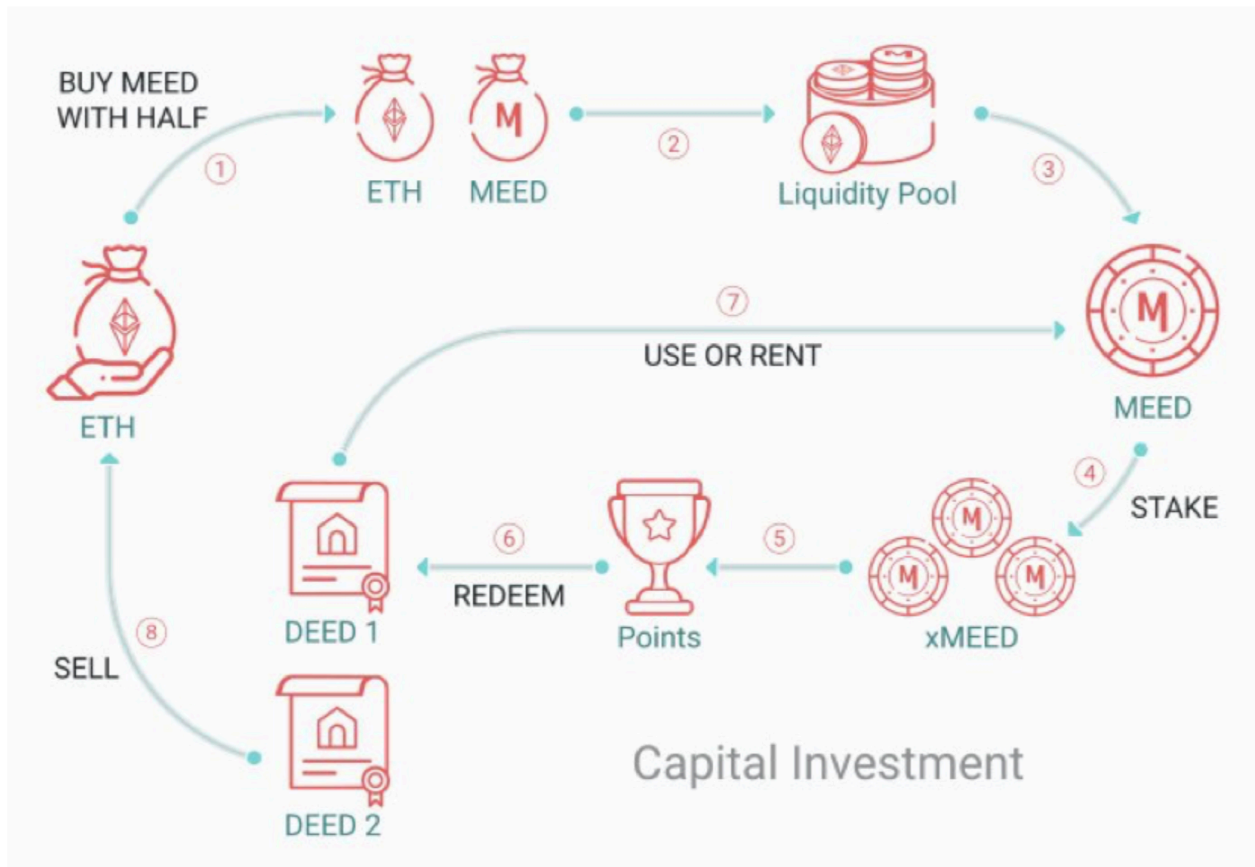 BUY MEED
WITH HALF
①
ETH
M
MEED
②
Liquidity Pool
③
ETH
⑦
USE OR RENT
M
MEED
④
STAKE
DEED 1
⑥
REDEEM
Points
⑤
M
M
M
xMEED
⑧
SELL
DEED 2
Capital Investment